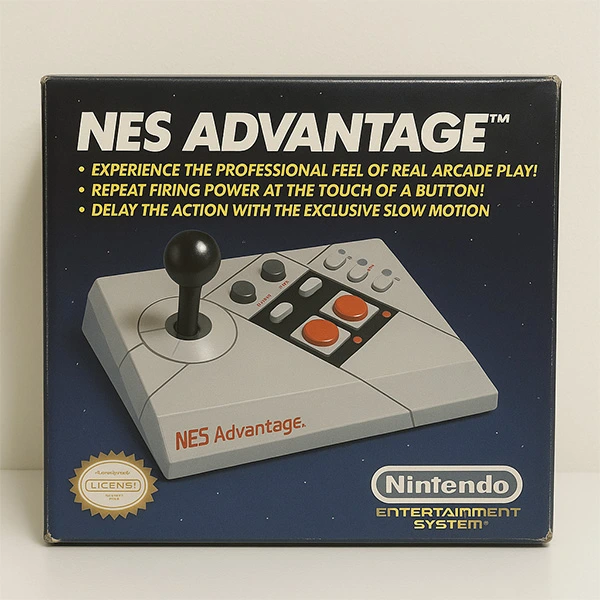 NES ADVANTAGE™
• EXPERIENCE THE PROFESSIONAL FEEL OF REAL ARCADE PLAY!
• REPEAT FIRING POWER AT THE TOUCH OF A BUTTON!
• DELAY THE ACTION WITH THE EXCLUSIVE SLOW MOTION
NES Advantage
LICENS!
Nintendo
ENTERTAINMENT
SYSTEM®